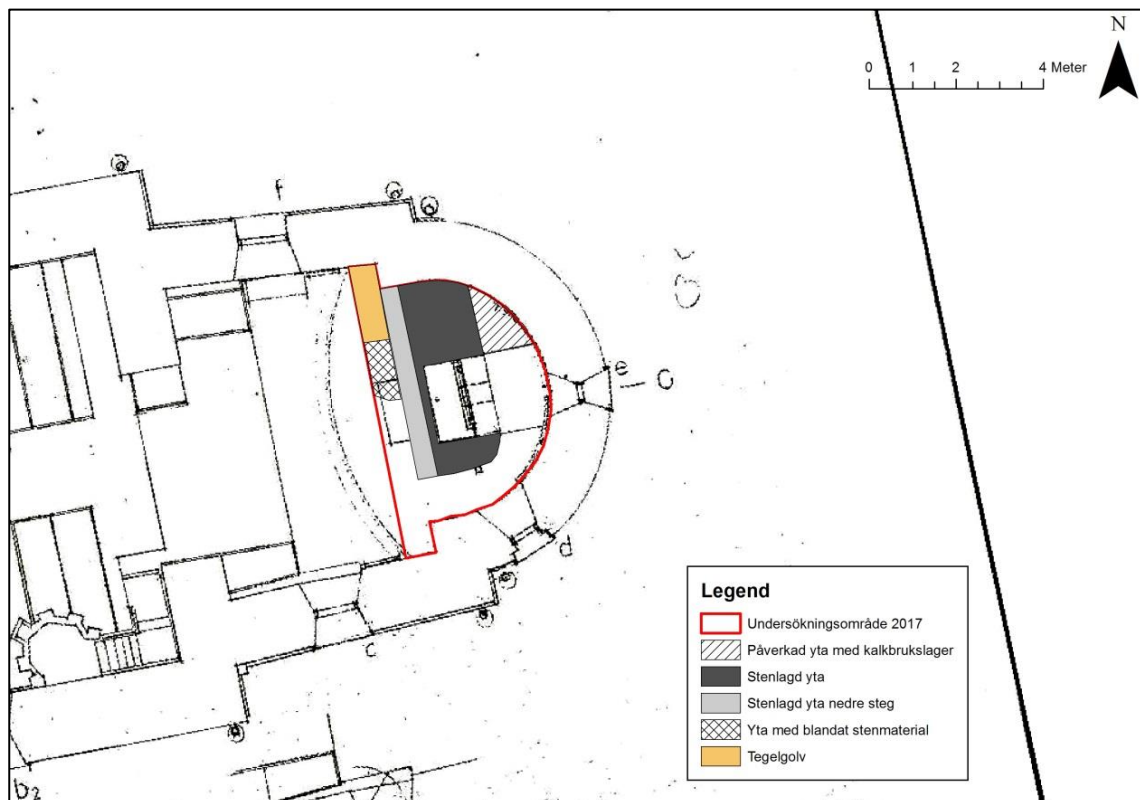 N
0 1 2 4 Meter
f
e
C
d
c
b2
Legend
Undersökningsområde 2017
Påverkad yta med kalkbrukslager
Stenlagd yta
Stenlagd yta nedre steg
Yta med blandat stenmaterial
Tegelgolv